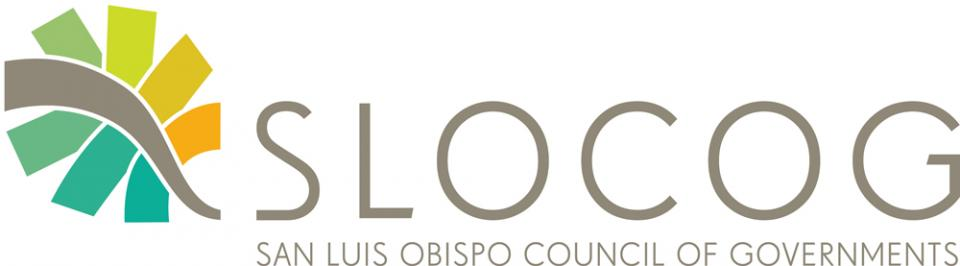 SLOCOG
SAN LUIS OBISPO COUNCIL OF GOVERNMENTS